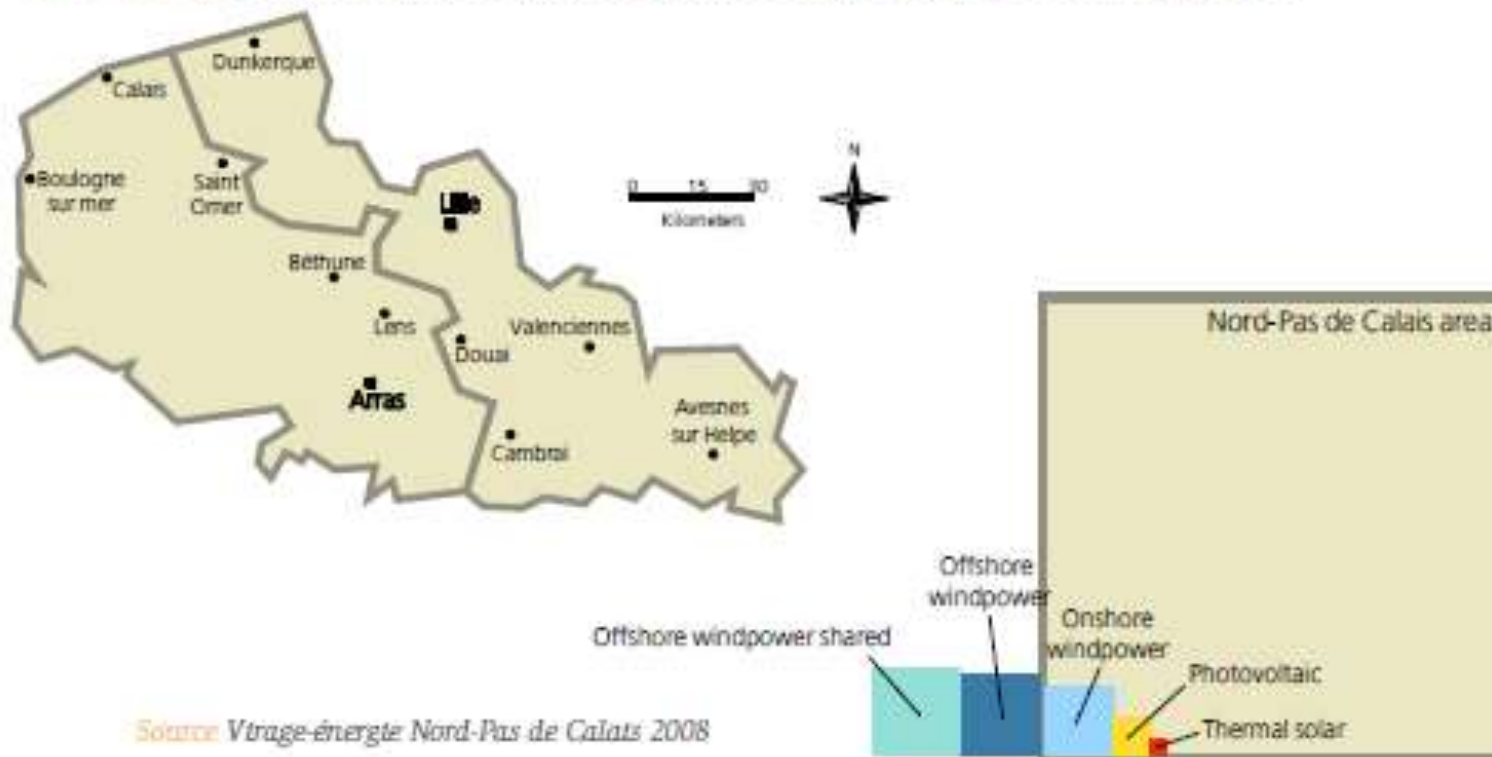 Dunkerque
Calais
Boulogne
sur mer
Saint
Omer
Lille
0 15 30
Kilometers
N
Béthune
Lens
Douai
Valenciennes
Arras
Cambrai
Avesnes
sur Helpe
Nord-Pas de Calais area
Offshore
windpower
Offshore windpower shared
Onshore
windpower
Photovoltaic
Thermal solar
Source Virage-énergie Nord-Pas de Calais 2008